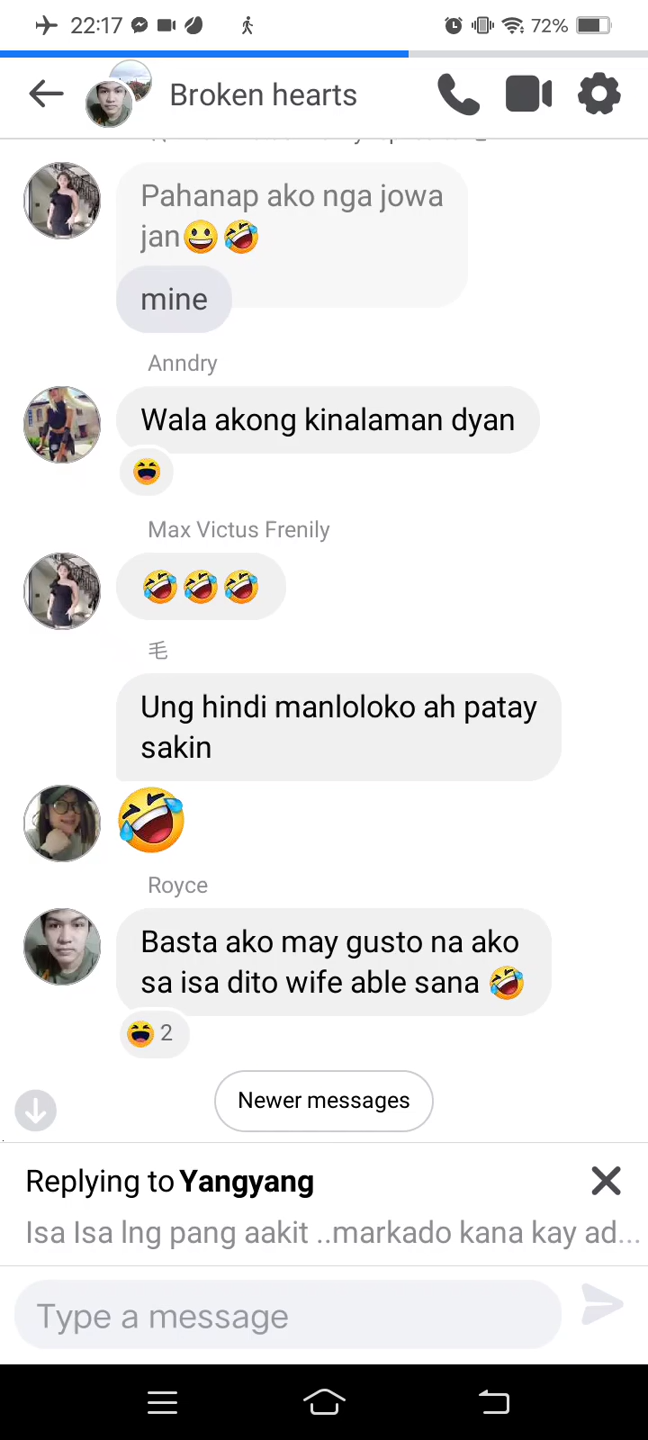 22:17
72%
Broken hearts
Pahanap ako nga jowa
jan😀🤣
mine
Anndry
Wala akong kinalaman dyan
😆
Max Victus Frenily
🤣🤣🤣
毛
Ung hindi manloloko ah patay
sakin
🤣
Royce
Basta ako may gusto na ako
sa isa dito wife able sana 🤣
😆 2
Newer messages
Replying to Yangyang
Isa Isa lng pang aakit ..markado kana kay ad...
Type a message